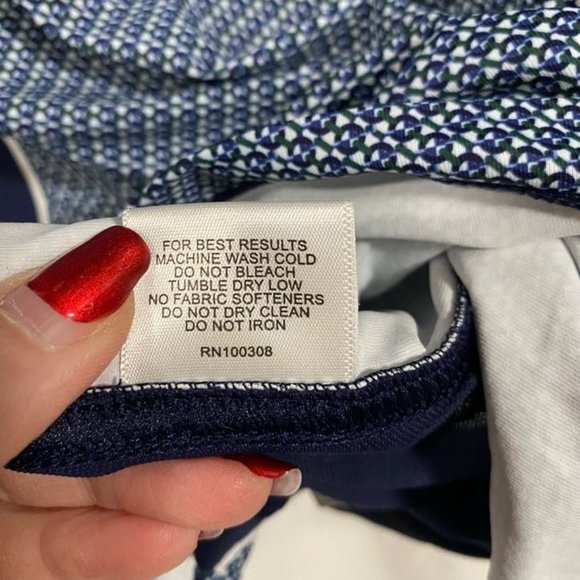 FOR BEST RESULTS
MACHINE WASH COLD
DO NOT BLEACH
TUMBLE DRY LOW
NO FABRIC SOFTENERS
DO NOT DRY CLEAN
DO NOT IRON
RN100308